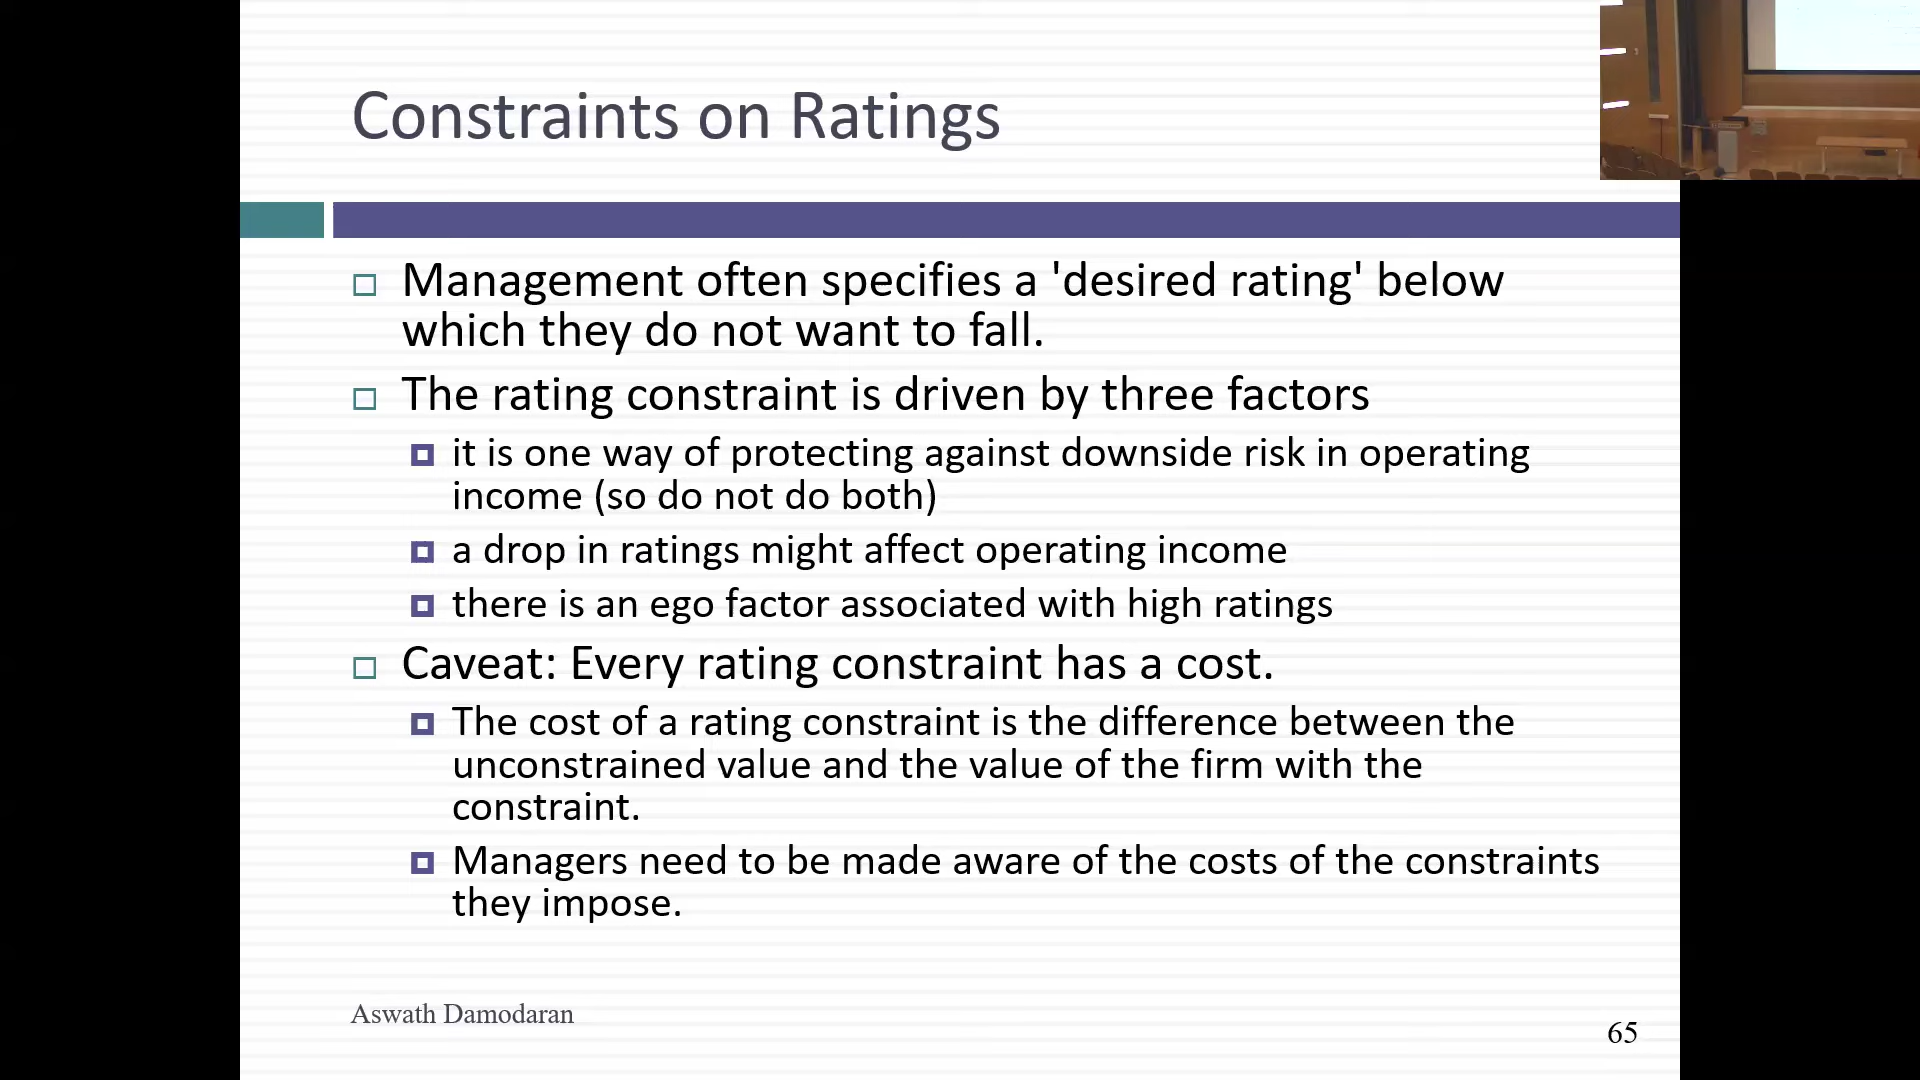 Constraints on Ratings
Management often specifies a 'desired rating' below
which they do not want to fall.
The rating constraint is driven by three factors
it is one way of protecting against downside risk in operating
income (so do not do both)
a drop in ratings might affect operating income
there is an ego factor associated with high ratings
Caveat: Every rating constraint has a cost.
The cost of a rating constraint is the difference between the
unconstrained value and the value of the firm with the
constraint.
Managers need to be made aware of the costs of the constraints
they impose.
Aswath Damodaran
65